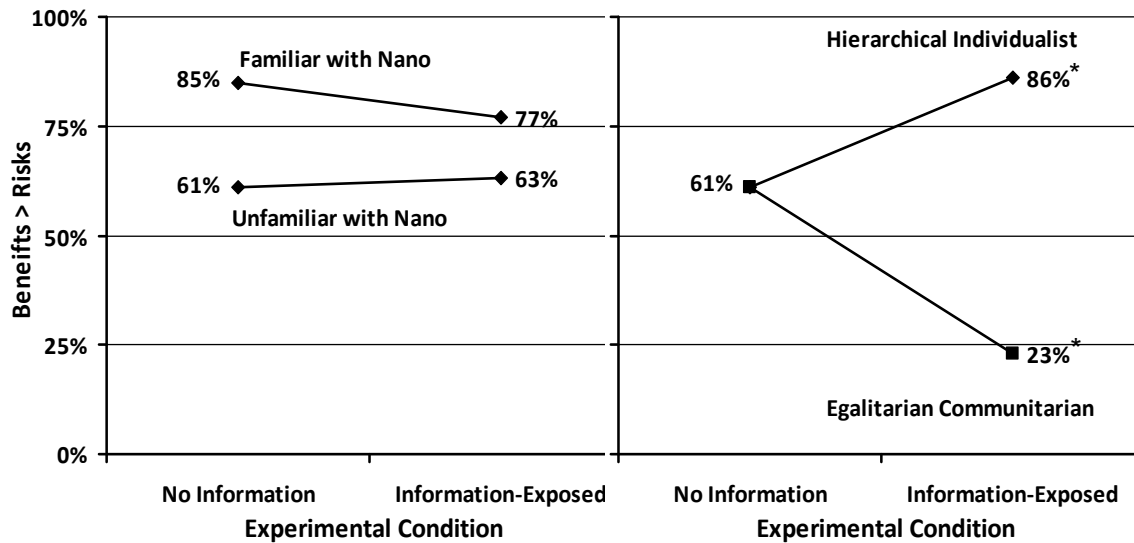 Beneifts > Risks
100%
75%
50%
25%
0%
Familiar with Nano
85%
77%
61%
63%
Unfamiliar with Nano
No Information
Information-Exposed
Experimental Condition
Hierarchical Individualist
86%*
61%
23%*
Egalitarian Communitarian
No Information
Information-Exposed
Experimental Condition